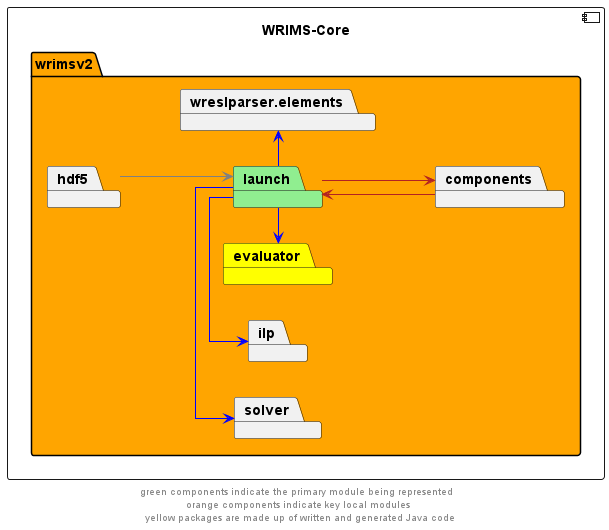 WRIMS-Core
wrimsv2
wreslparser.elements
hdf5
launch
components
evaluator
ilp
solver
green components indicate the primary module being represented
orange components indicate key local modules
yellow packages are made up of written and generated Java code